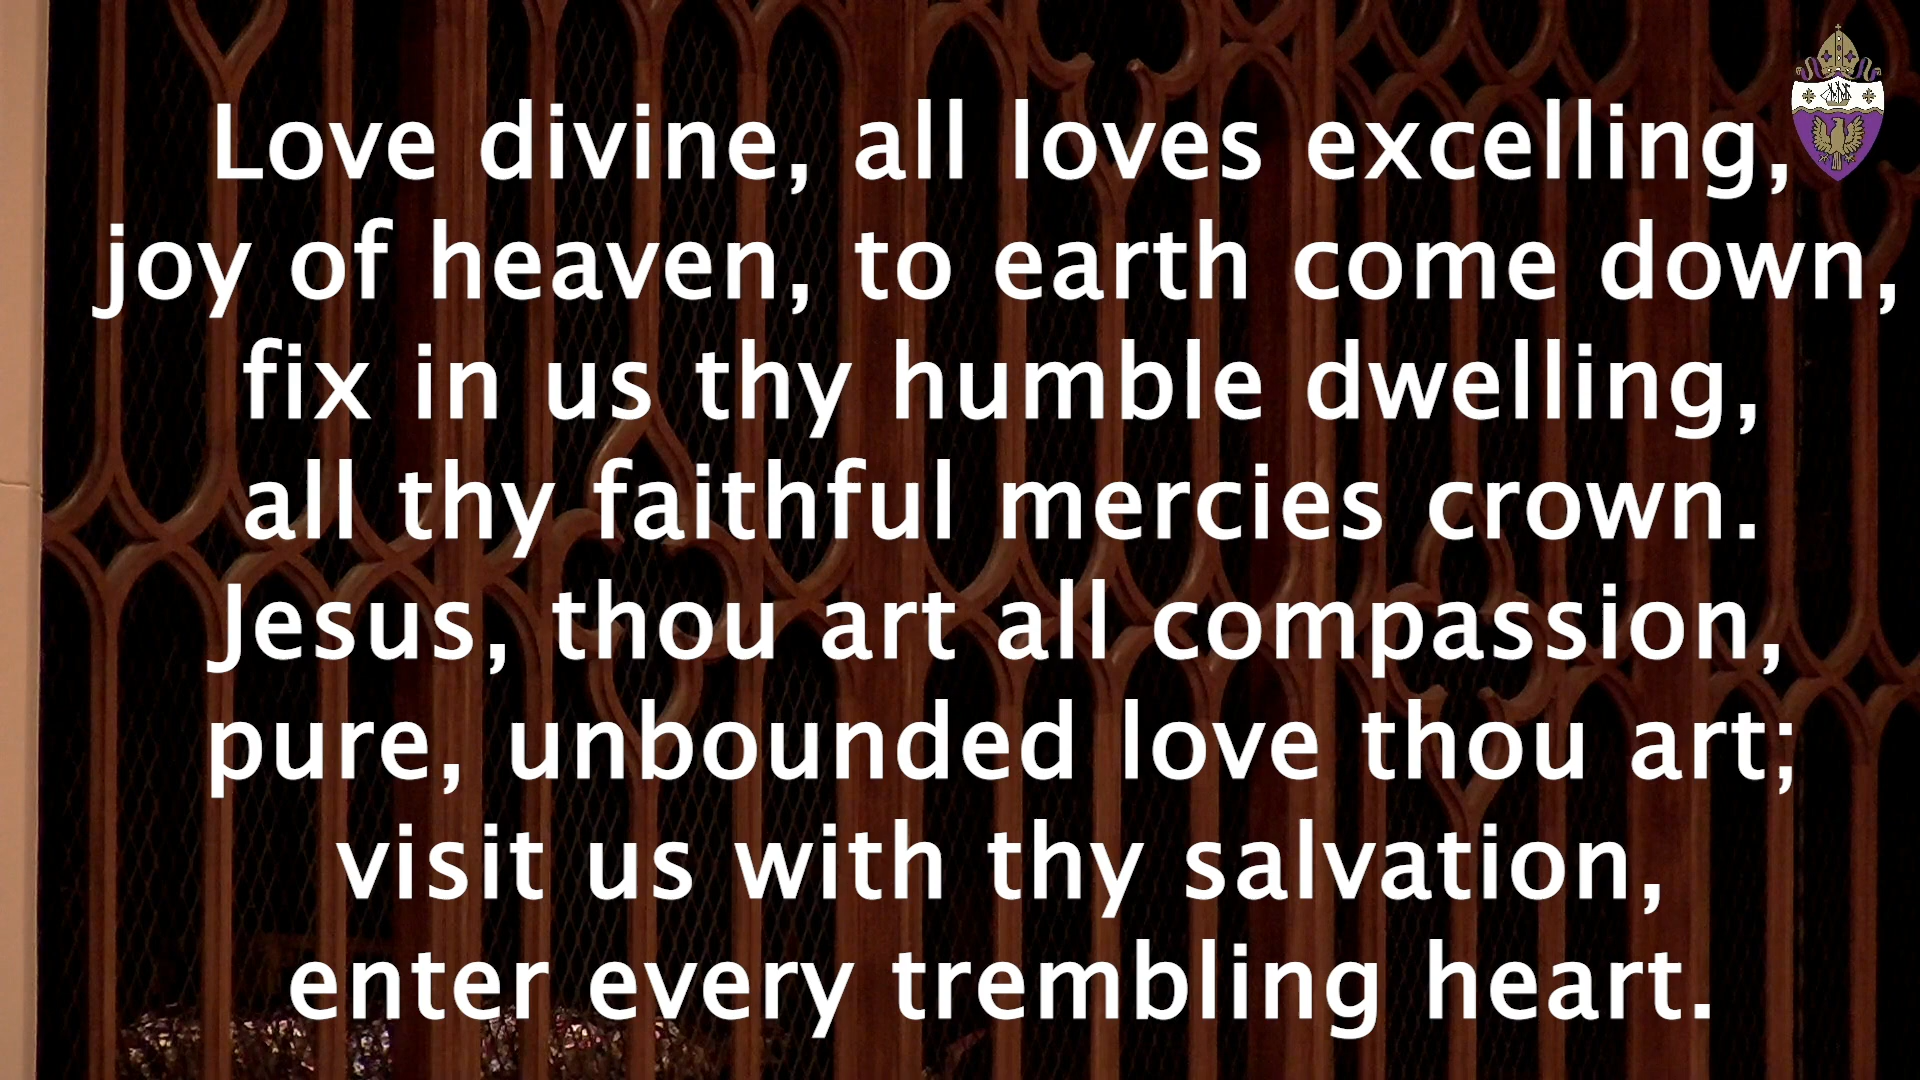 Love divine, all loves excelling,
joy of heaven, to earth come down,
fix in us thy humble dwelling,
all thy faithful mercies crown.
Jesus, thou art all compassion,
pure, unbounded love thou art;
visit us with thy salvation,
enter every trembling heart.